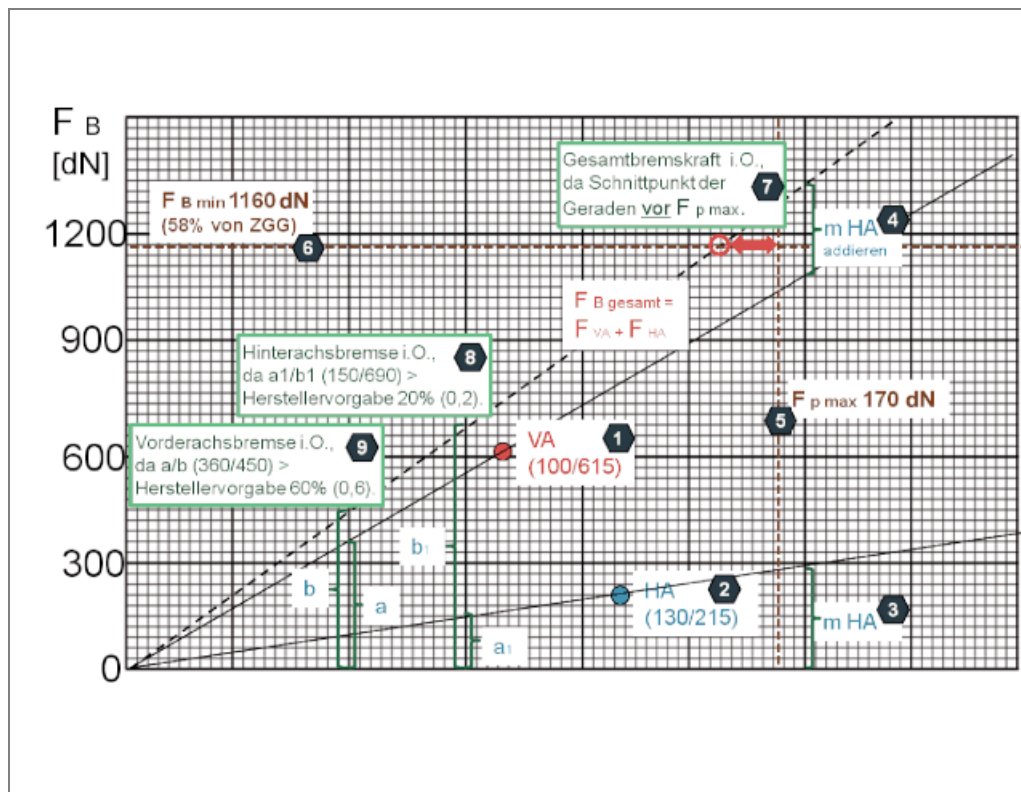 F B
[dN]
1200
900
600
300
0
F B min 1160 dN
(58% von ZGG)
6
Gesamtbremskraft i.O.,
da Schnittpunkt der
Geraden vor F p max.
7
m HA
addieren
4
F B gesamt =
F VA + F HA
Hinterachsbremse i.O.,
da a1/b1 (150/690) >
Herstellervorgabe 20% (0,2).
8
F p max 170 dN
5
Vorderachsbremse i.O.,
da a/b (360/450) >
Herstellervorgabe 60% (0,6).
9
VA
(100/615)
1
b
a
b1
a1
HA
(130/215)
2
m HA
3